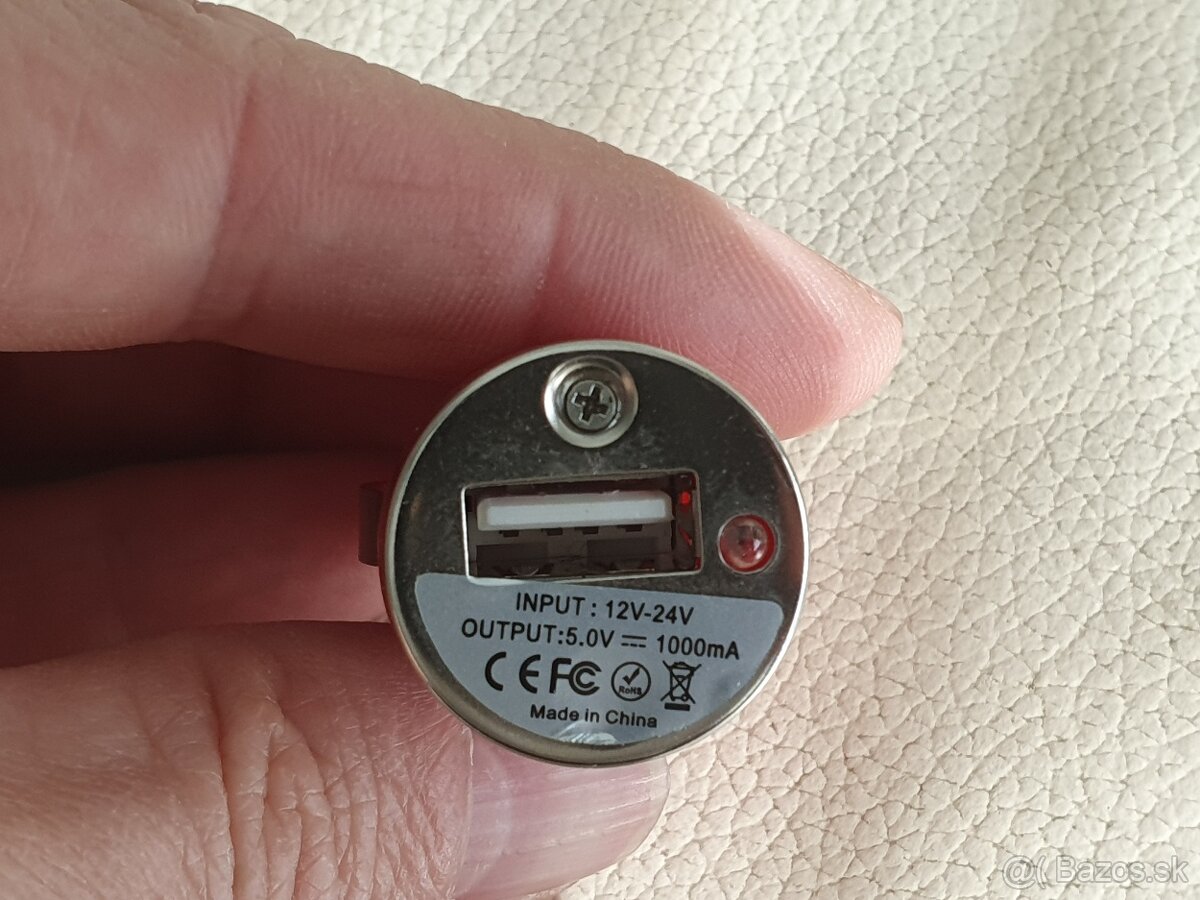 INPUT : 12V-24V
OUTPUT:5.0V ⎓ 1000mA
CE FC RoHS
Made in China
@( Bazos.sk